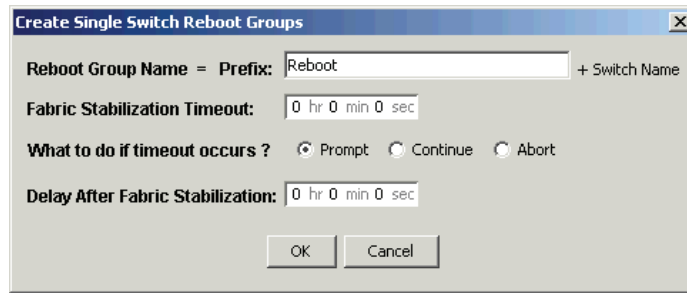 Create Single Switch Reboot Groups
Reboot Group Name = Prefix: Reboot + Switch Name
Fabric Stabilization Timeout: 0 hr 0 min 0 sec
What to do if timeout occurs ? Prompt Continue Abort
Delay After Fabric Stabilization: 0 hr 0 min 0 sec
OK Cancel